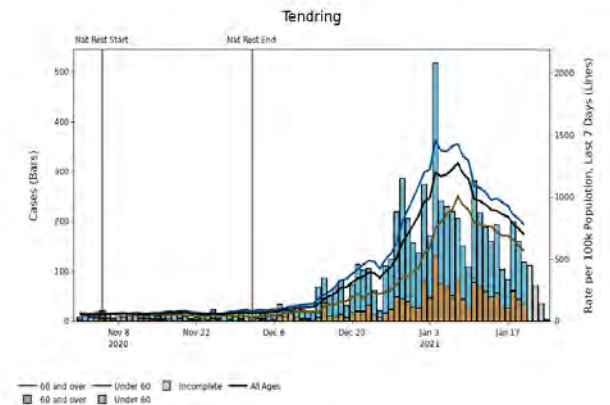 Tendring
Nat Rest Start
Nat Rest End
500
400
300
200
100
0
Cases (Bars)
2000
1500
1000
500
0
Rate per 100k Population, Last 7 Days (Lines)
Nov 8
2020
Nov 22
Dec 6
Dec 20
Jan 3
2021
Jan 17
60 and over Under 60 Incomplete All Ages
60 and over Under 60